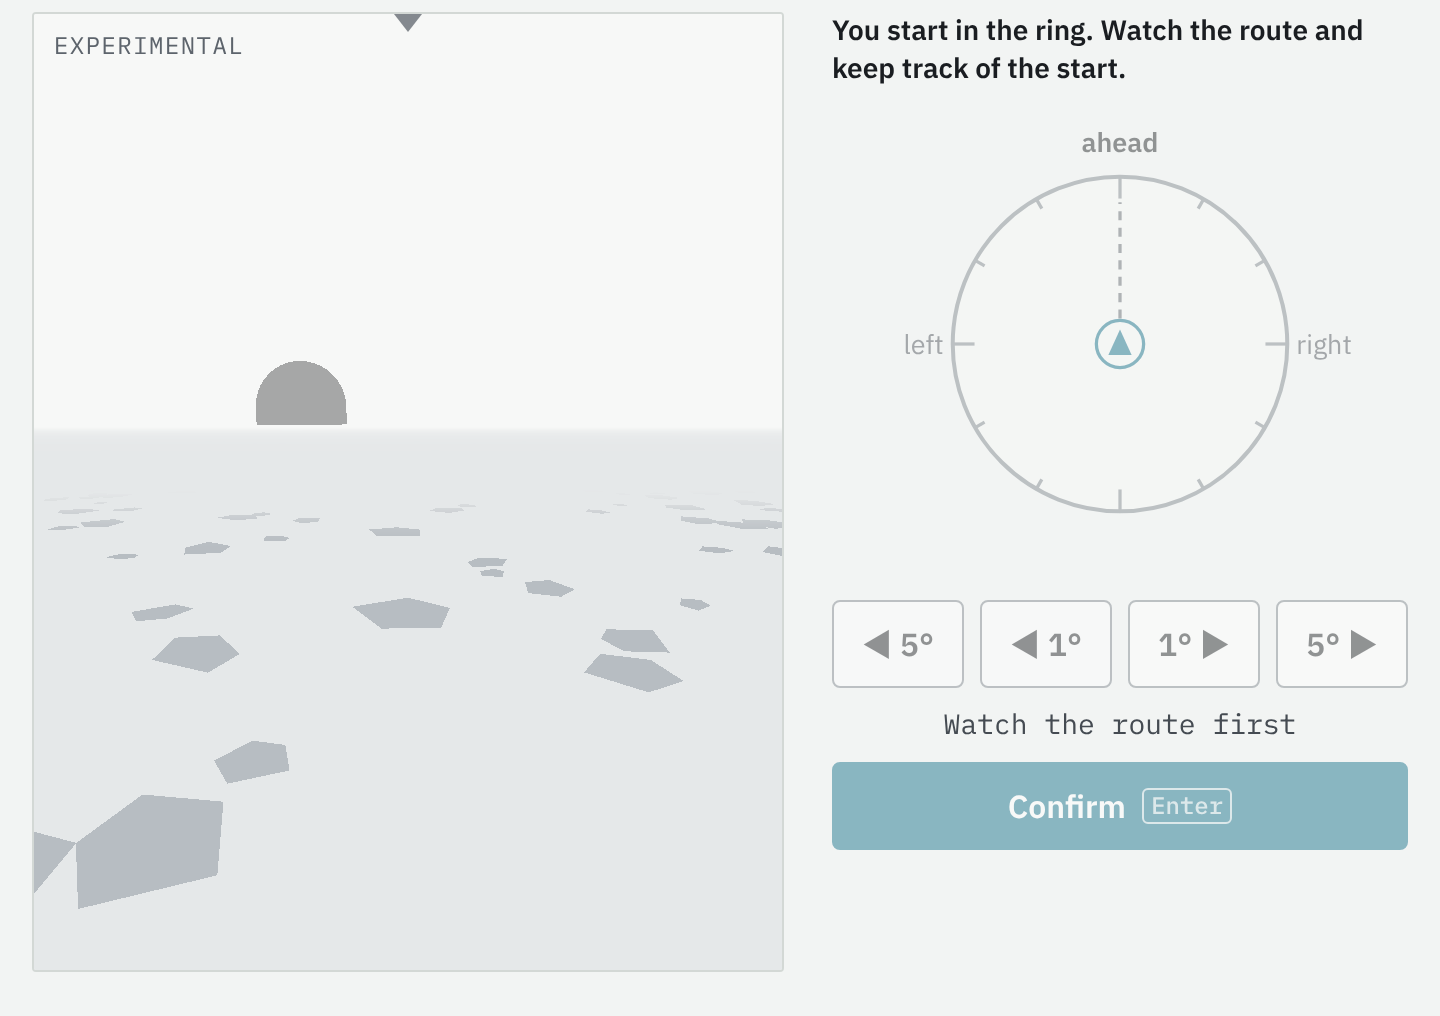 EXPERIMENTAL
You start in the ring. Watch the route and
keep track of the start.
ahead
left
right
5°
1°
1°
5°
Watch the route first
Confirm Enter